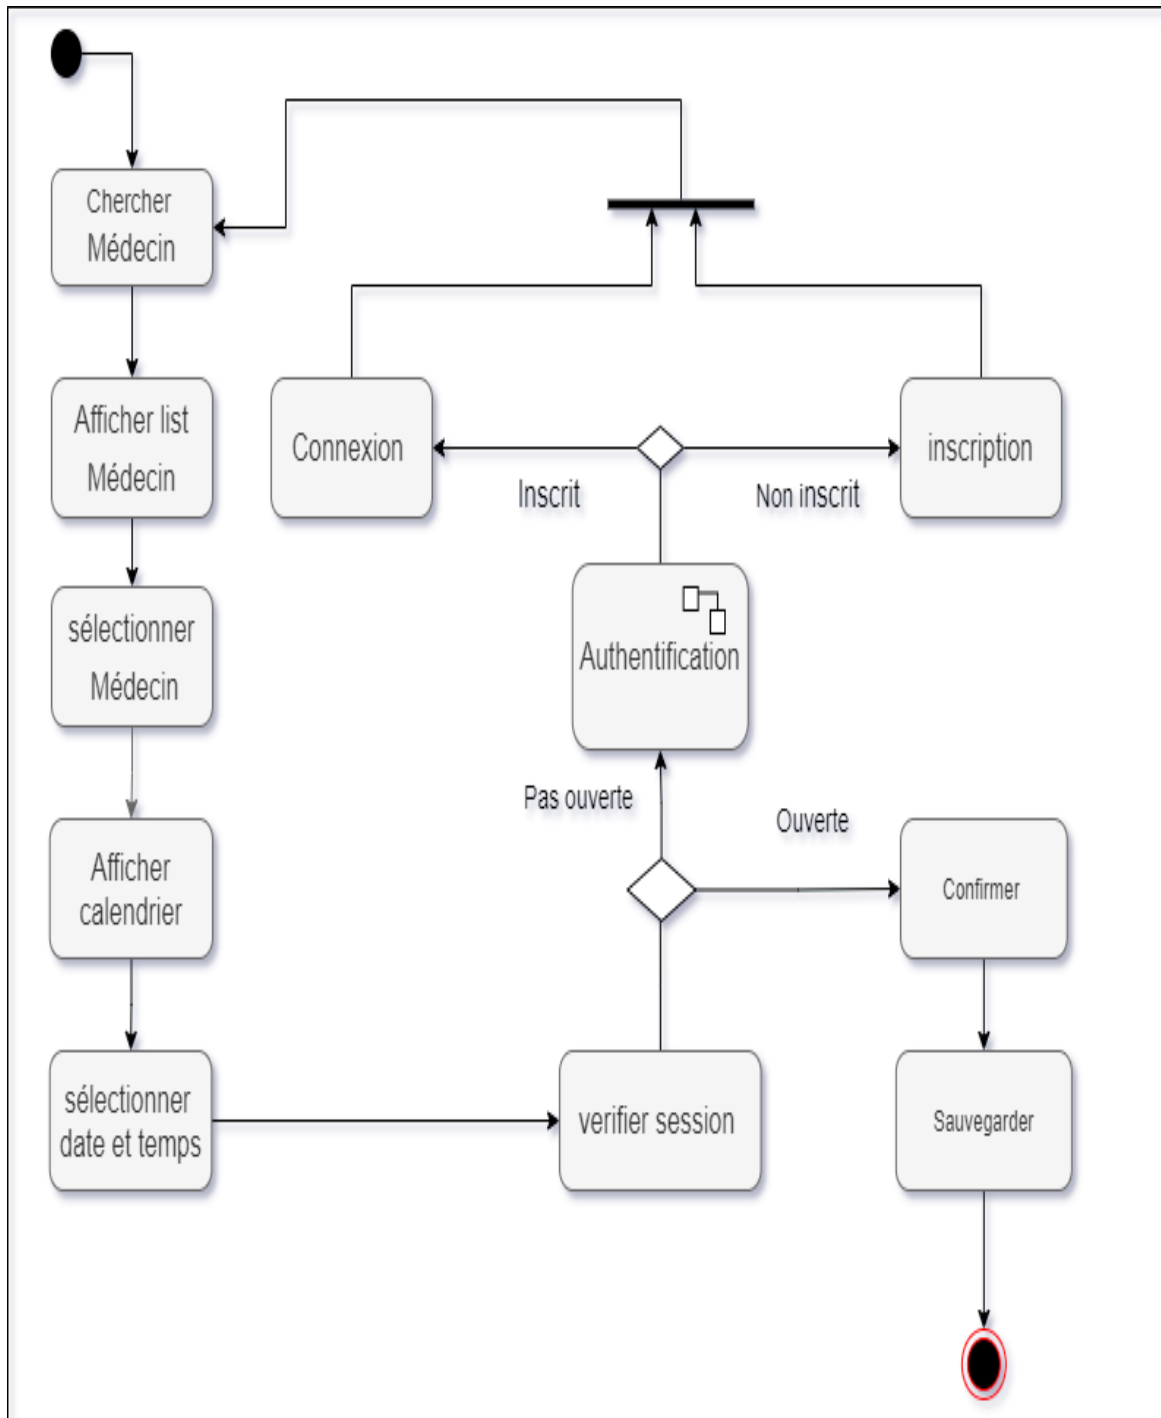 Chercher
Médecin
Afficher list
Médecin
Connexion
inscription
Inscrit
Non inscrit
sélectionner
Médecin
Authentification
Pas ouverte
Ouverte
Afficher
calendrier
Confirmer
sélectionner
date et temps
verifier session
Sauvegarder